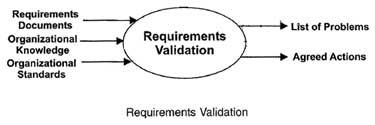 Requirements
Documents
Organizational
Knowledge
Organizational
Standards
Requirements
Validation
List of Problems
Agreed Actions
Requirements Validation